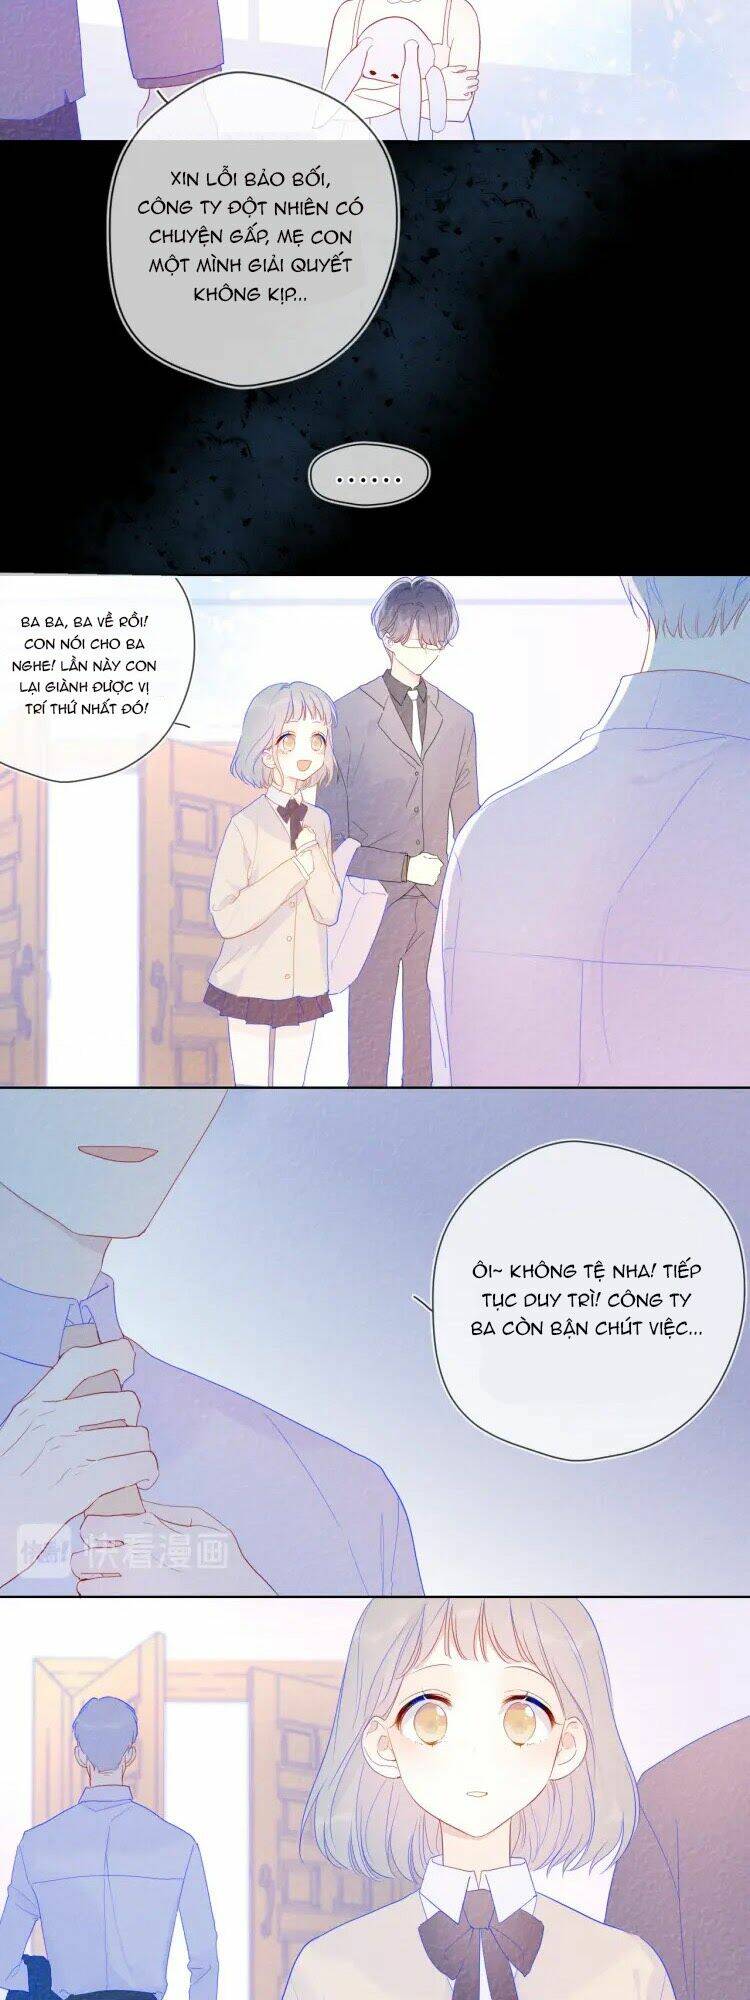 XIN LỖI BẢO BỐI,
CÔNG TY ĐỘT NHIÊN CÓ
CHUYỆN GẤP, MẸ CON
MỘT MÌNH GIẢI QUYẾT
KHÔNG KỊP...
......
BA BA, BA VỀ RỒI!
CON NÓI CHO BA
NGHE! LẦN NÀY CON
LẠI GIÀNH ĐƯỢC VỊ
TRÍ THỨ NHẤT ĐÓ!
ÔI~ KHÔNG TỆ NHA! TIẾP
TỤC DUY TRÌ! CÔNG TY
BA CÒN BẬN CHÚT VIỆC...
快看! 快看漫画